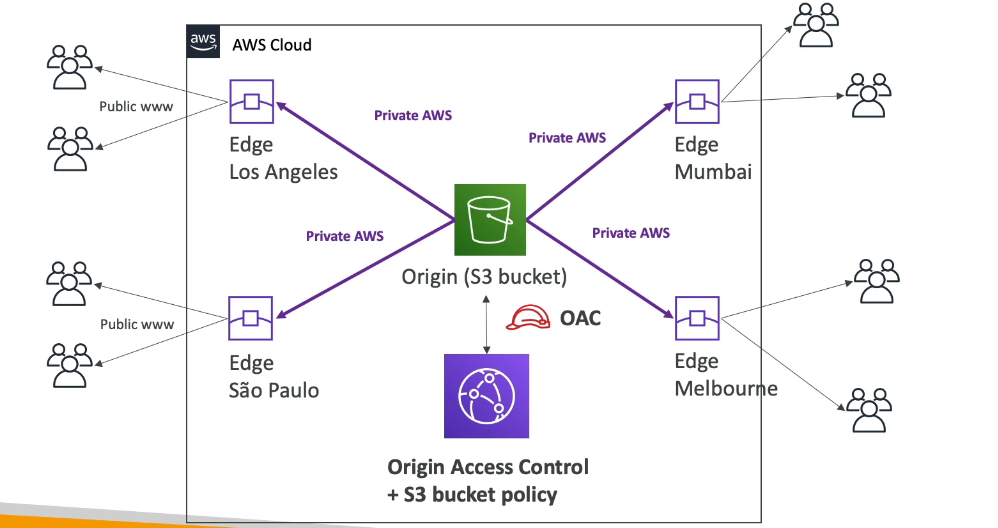 aws
AWS Cloud
Public www
Edge
Los Angeles
Private AWS
Private AWS
Edge
Mumbai
Private AWS
Private AWS
Origin (S3 bucket)
OAC
Public www
Edge
São Paulo
Edge
Melbourne
Origin Access Control
+ S3 bucket policy